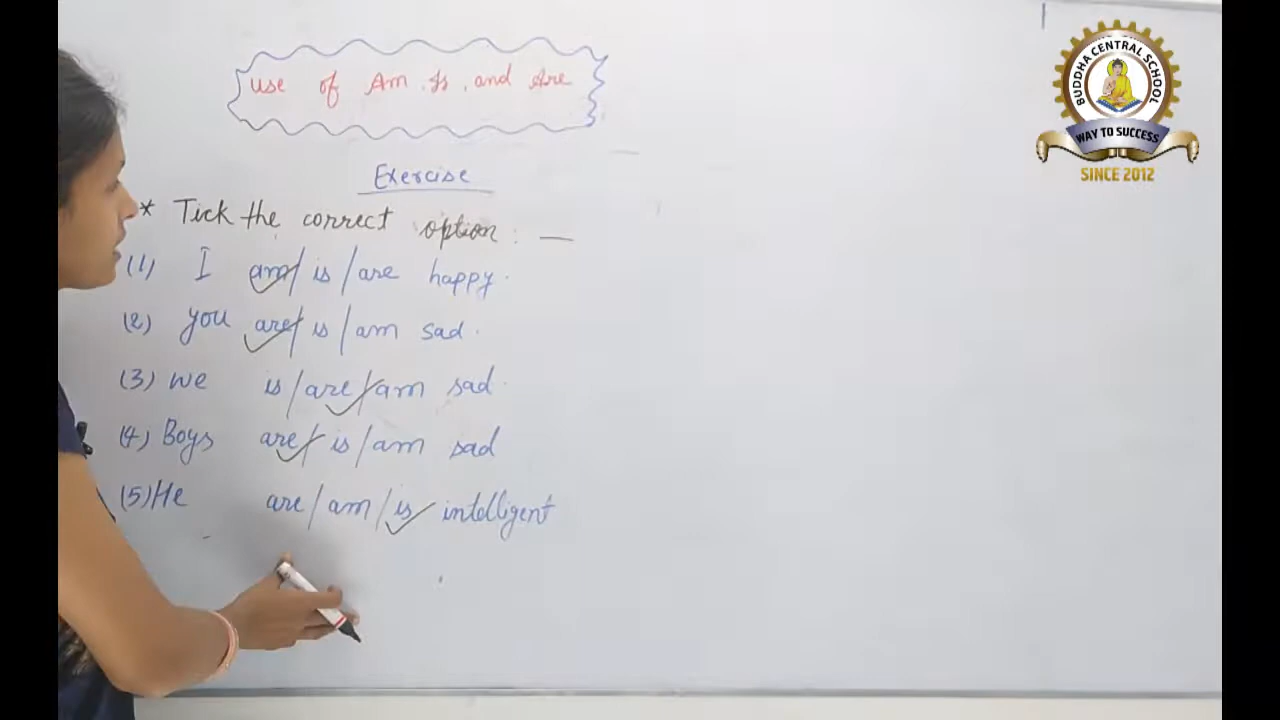 use of Am, Is, and Are
Exercise
* Tick the correct option: —
(1) I am/is/are happy.
(2) you are/is/am sad.
(3) we is/are/am sad.
(4) Boys are/is/am sad
(5) He are/am/is intelligent
BUDDHA CENTRAL SCHOOL
WAY TO SUCCESS
SINCE 2012